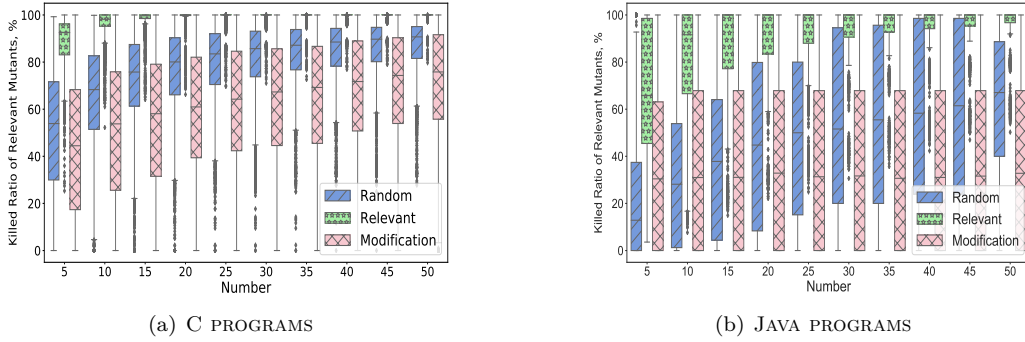 Killed Ratio of Relevant Mutants, %
100
80
60
40
20
0
Random
Relevant
Modification
5 10 15 20 25 30 35 40 45 50
Number
(a) C PROGRAMS
Killed Ratio of Relevant Mutants, %
100
80
60
40
20
0
Random
Relevant
Modification
5 10 15 20 25 30 35 40 45 50
Number
(b) JAVA PROGRAMS